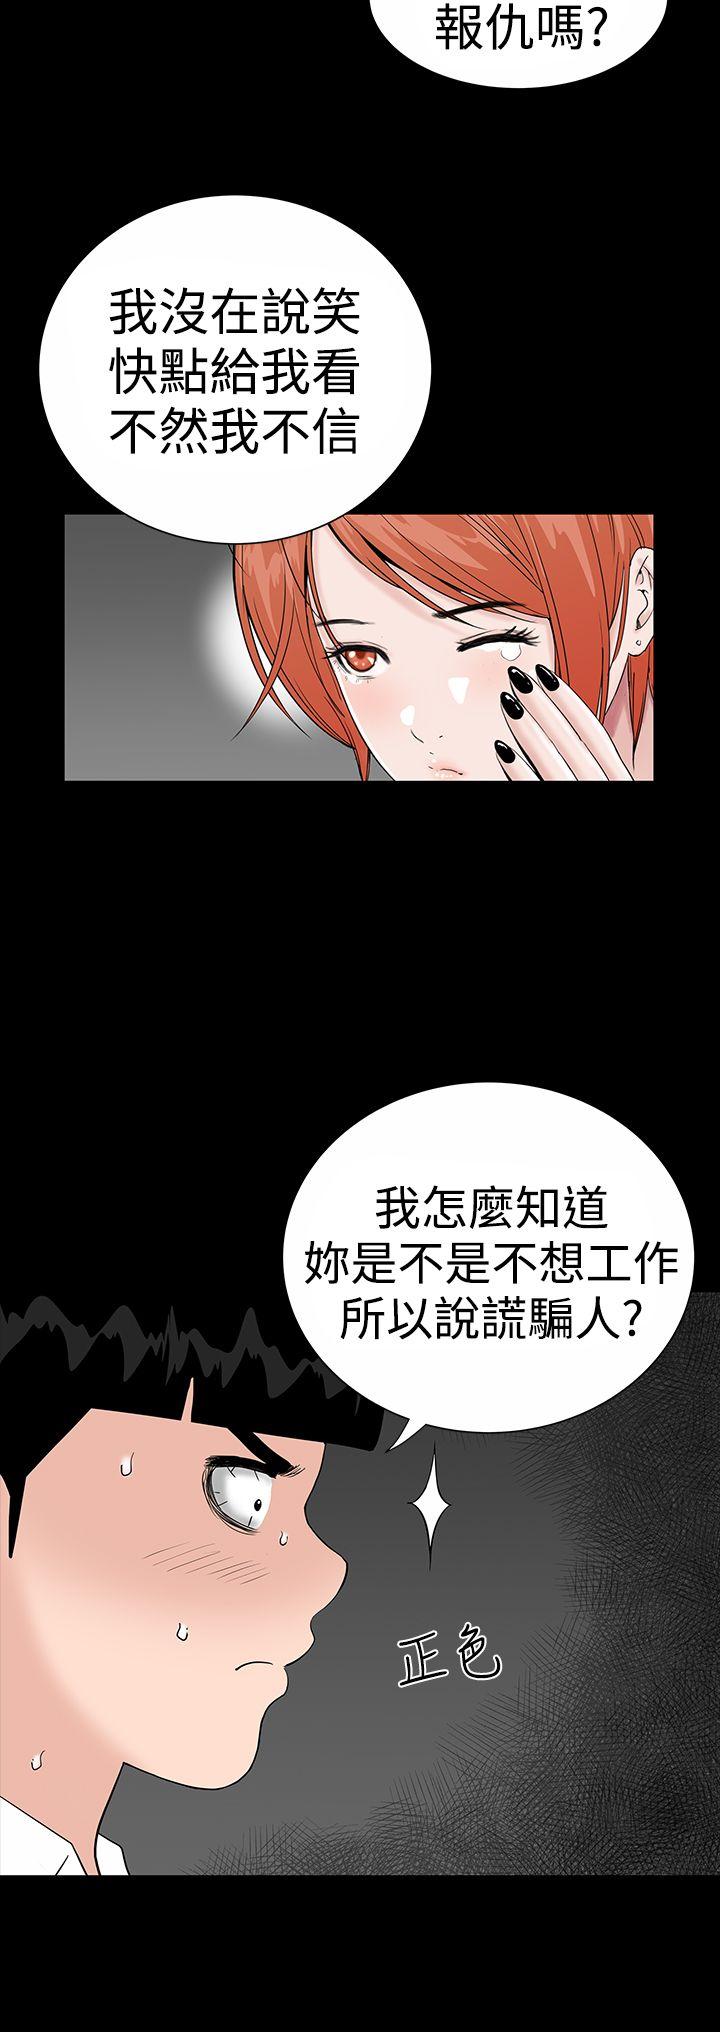 報仇嗎?
我沒在說笑
快點給我看
不然我不信
我怎麼知道
妳是不是不想工作
所以說謊騙人?
正色